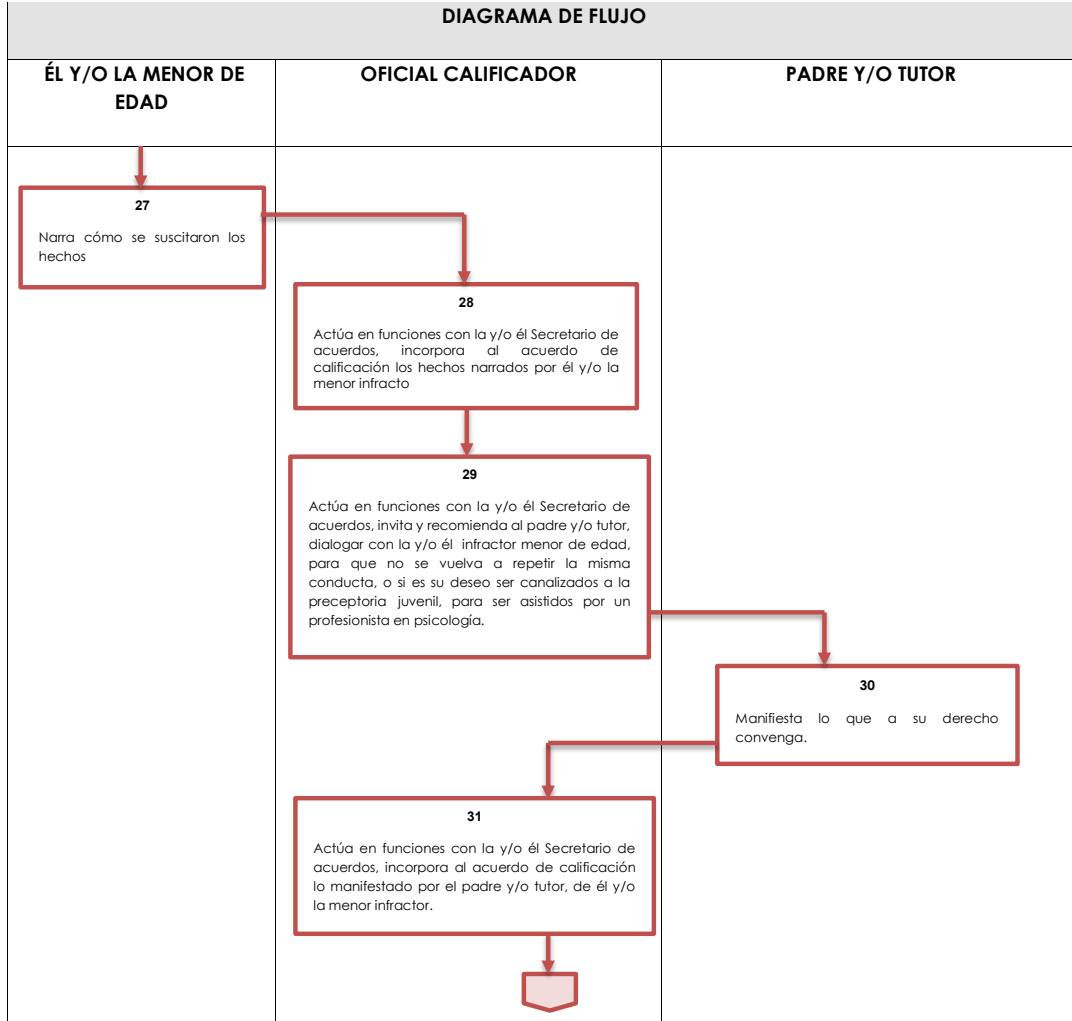 DIAGRAMA DE FLUJO
ÉL Y/O LA MENOR DE
EDAD
OFICIAL CALIFICADOR
PADRE Y/O TUTOR
27
Narra cómo se suscitaron los
hechos
28
Actúa en funciones con la y/o él Secretario de
acuerdos, incorpora al acuerdo de
calificación los hechos narrados por él y/o la
menor infracto
29
Actúa en funciones con la y/o él Secretario de
acuerdos, invita y recomienda al padre y/o tutor,
dialogar con la y/o él infractor menor de edad,
para que no se vuelva a repetir la misma
conducta, o si es su deseo ser canalizados a la
preceptoria juvenil, para ser asistidos por un
profesionista en psicología.
30
Manifiesta lo que a su derecho
convenga.
31
Actúa en funciones con la y/o él Secretario de
acuerdos, incorpora al acuerdo de calificación
lo manifestado por el padre y/o tutor, de él y/o
la menor infractor.